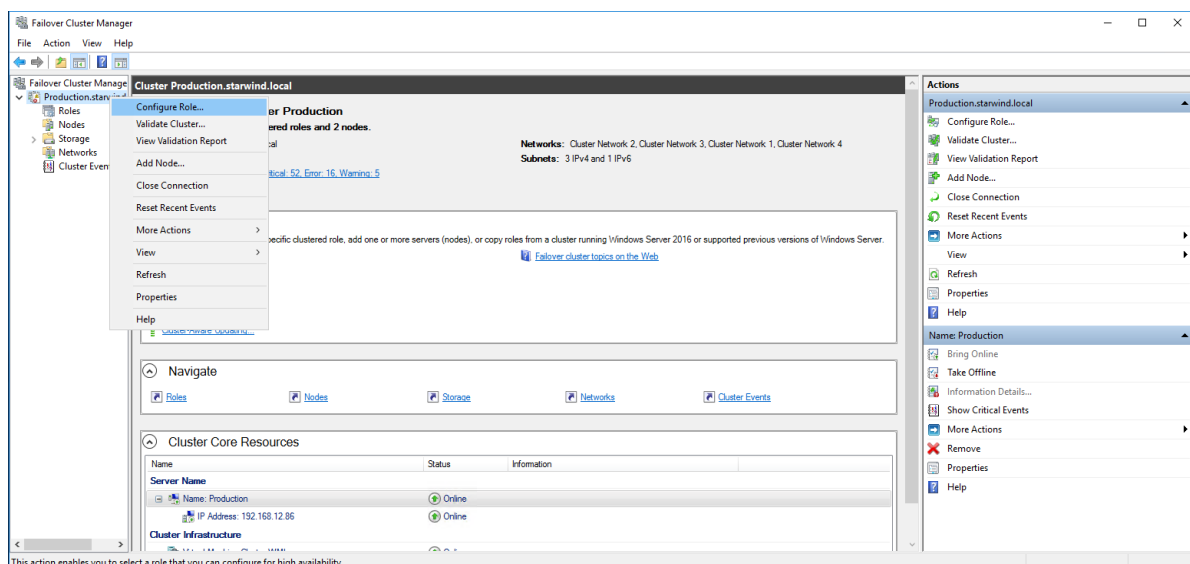 Failover Cluster Manager
File Action View Help
Failover Cluster Manage
Production.starwind
Roles
Nodes
Storage
Networks
Cluster Even
Configure Role...
Validate Cluster...
View Validation Report
Add Node...
Close Connection
Reset Recent Events
More Actions
View
Refresh
Properties
Help
Cluster Production.starwind.local
er Production
ered roles and 2 nodes.
cal
Networks: Cluster Network 2, Cluster Network 3, Cluster Network 1, Cluster Network 4
Subnets: 3 IPv4 and 1 IPv6
itical: 52, Error: 16, Warning: 5
pecific clustered role, add one or more servers (nodes), or copy roles from a cluster running Windows Server 2016 or supported previous versions of Windows Server.
Failover cluster topics on the Web
Cluster-Aware Updating...
Navigate
Roles Nodes Storage Networks Cluster Events
Cluster Core Resources
Name Status Information
Server Name
Name: Production Online
IP Address: 192.168.12.86 Online
Cluster Infrastructure
Actions
Production.starwind.local
Configure Role...
Validate Cluster...
View Validation Report
Add Node...
Close Connection
Reset Recent Events
More Actions
View
Refresh
Properties
Help
Name: Production
Bring Online
Take Offline
Information Details...
Show Critical Events
More Actions
Remove
Properties
Help
This action enables you to select a role that you can configure for high availability.